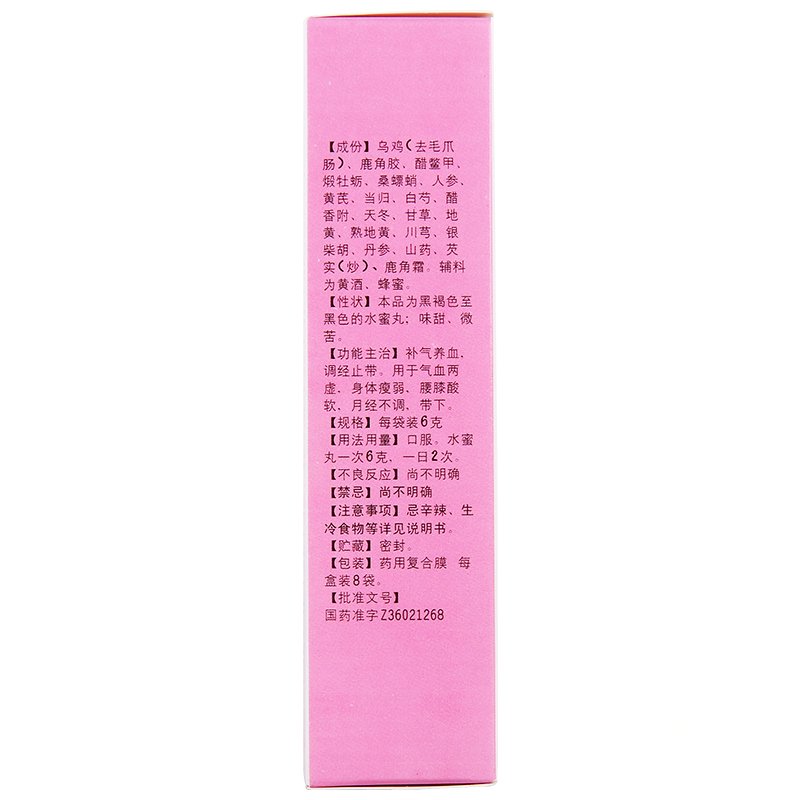 【成份】乌鸡(去毛爪
肠)、鹿角胶、醋鳖甲、
煅牡蛎、桑螵蛸、人参、
黄芪、当归、白芍、醋
香附、天冬、甘草、地
黄、熟地黄、川芎、银
柴胡、丹参、山药、芡
实(炒)、鹿角霜。辅料
为黄酒、蜂蜜。
【性状】本品为黑褐色至
黑色的水蜜丸;味甜、微
苦。
【功能主治】补气养血、
调经止带。用于气血两
虚、身体瘦弱、腰膝酸
软、月经不调、带下。
【规格】每袋装6克
【用法用量】口服。水蜜
丸一次6克、一日2次。
【不良反应】尚不明确
【禁忌】尚不明确
【注意事项】忌辛辣、生
冷食物等详见说明书。
【贮藏】密封。
【包装】药用复合膜 每
盒装8袋。
【批准文号】
国药准字Z36021268